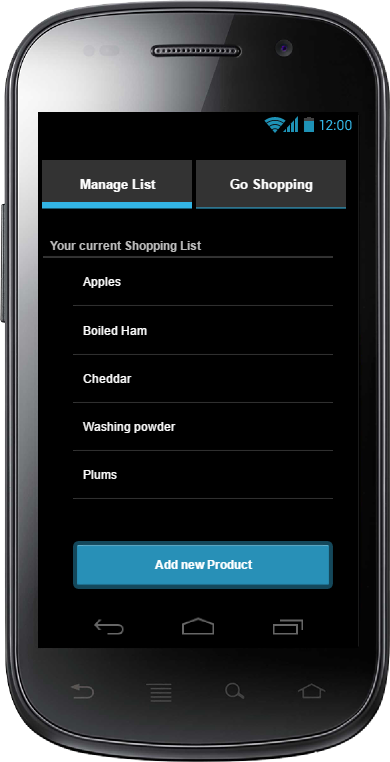 12:00
Manage List
Go Shopping
Your current Shopping List
Apples
Boiled Ham
Cheddar
Washing powder
Plums
Add new Product